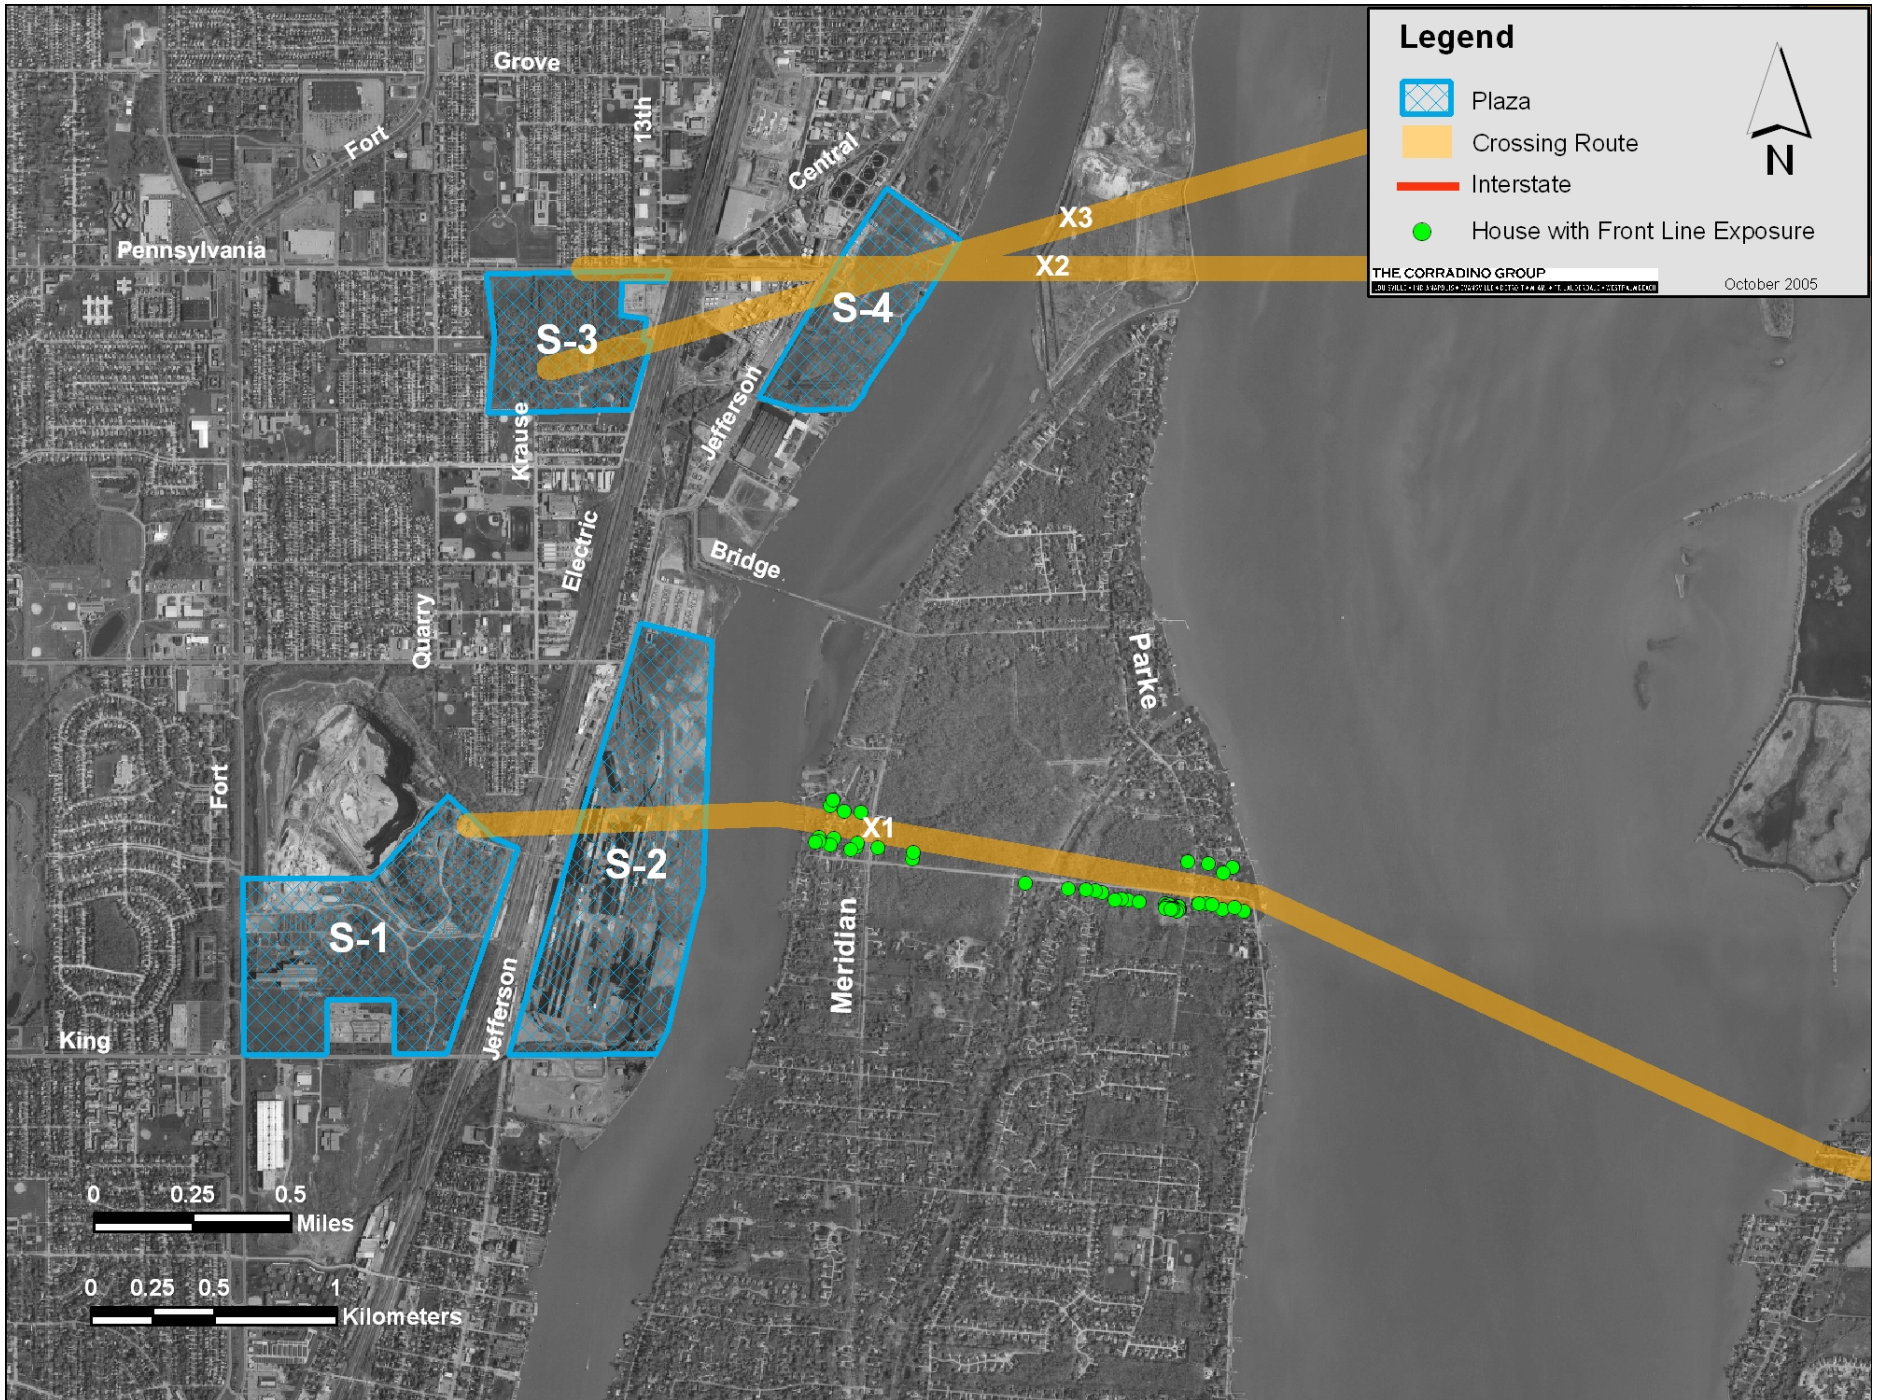 Legend
Plaza
Crossing Route
Interstate
House with Front Line Exposure
N
THE CORRADINO GROUP
October 2005
Grove
13th
Fort
Central
Pennsylvania
X3
X2
S-3
S-4
Krause
Jefferson
Electric
Bridge
Quarry
Parke
Fort
X1
S-2
S-1
Meridian
Jefferson
King
0 0.25 0.5
Miles
0 0.25 0.5 1
Kilometers